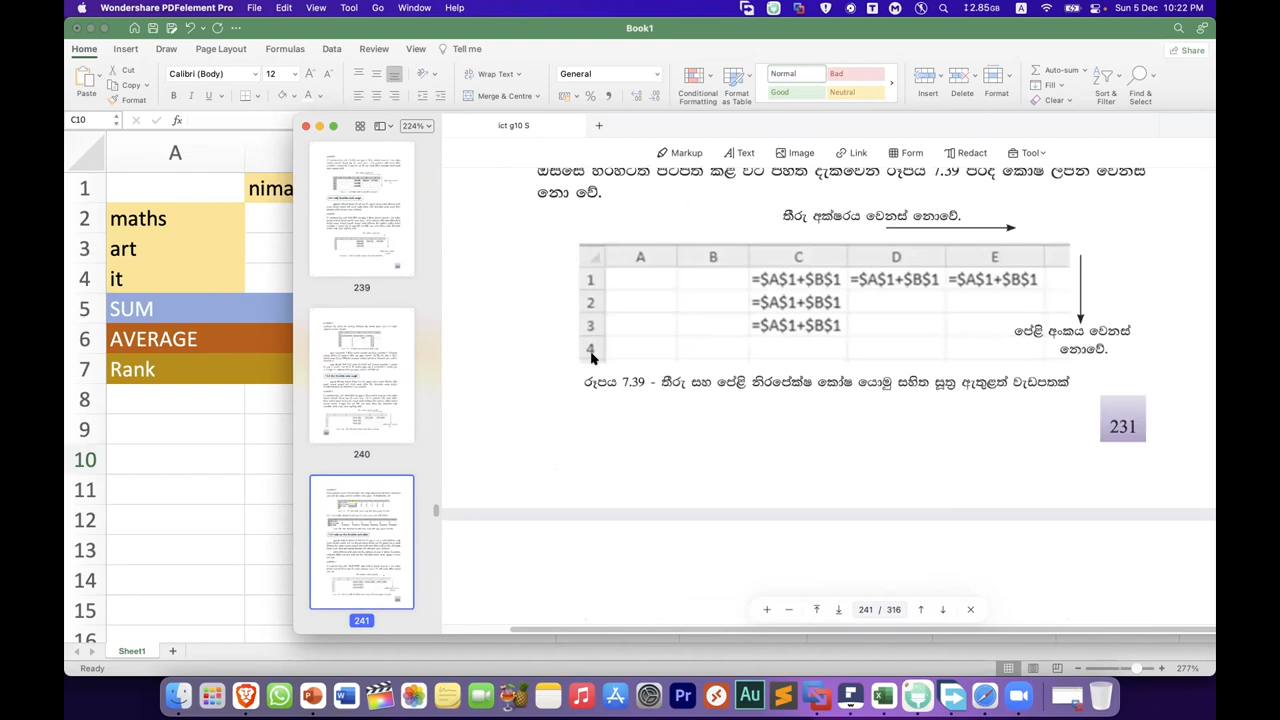 Wondershare PDFelement Pro File Edit View Tool Window Go Window Help 12.85GB A Sun 5 Dec 10:22 PM
Book1
Home Insert Draw Page Layout Formulas Data Review View Tell me Share
Paste Cut Copy Format Calibri (Body) 12 Wrap Text Merge & Centre General Conditional Formatting Format as Table Normal Bad Good Neutral Insert Delete Format Auto-sum Fill Clear Sort & Filter Find & Select
C10 fx
224% ict g10 S
Markup Text Image Link Form Redact Tool
A
1 nima
2 maths
3 art
4 it
5 SUM
6 AVERAGE
7 Rank
8
9
10
11
12
13
14
15
16
239
240
241
නො වේ.
වෙනස් නොවේ.
A B C D E
1 =$A$1+$B$1 =$A$1+$B$1 =$A$1+$B$1
2 =$A$1+$B$1
3 =$A$1+$B$1
4
පේළි අංකය වෙනස්
නොවේ.
7.39 සහ පේළි යොමු සහිත සූත්‍ර ඇතුළත්
231
241 / 316
Sheet1
Ready 277%